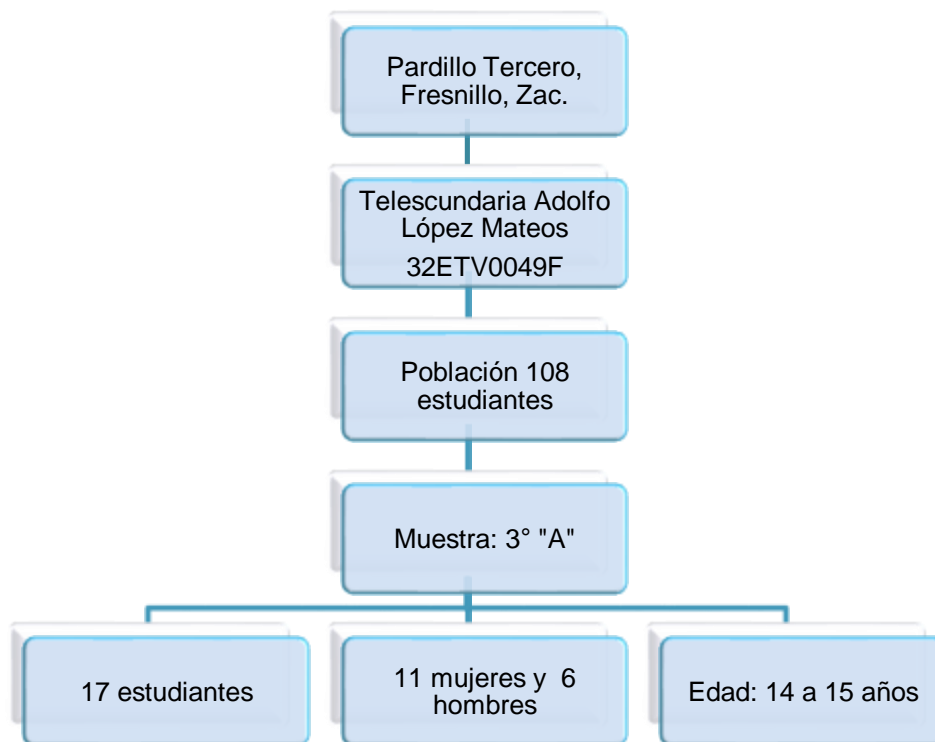 Pardillo Tercero,
Fresnillo, Zac.
Telescundaria Adolfo
López Mateos
32ETV0049F
Población 108
estudiantes
Muestra: 3° "A"
17 estudiantes
11 mujeres y  6
hombres
Edad: 14 a 15 años